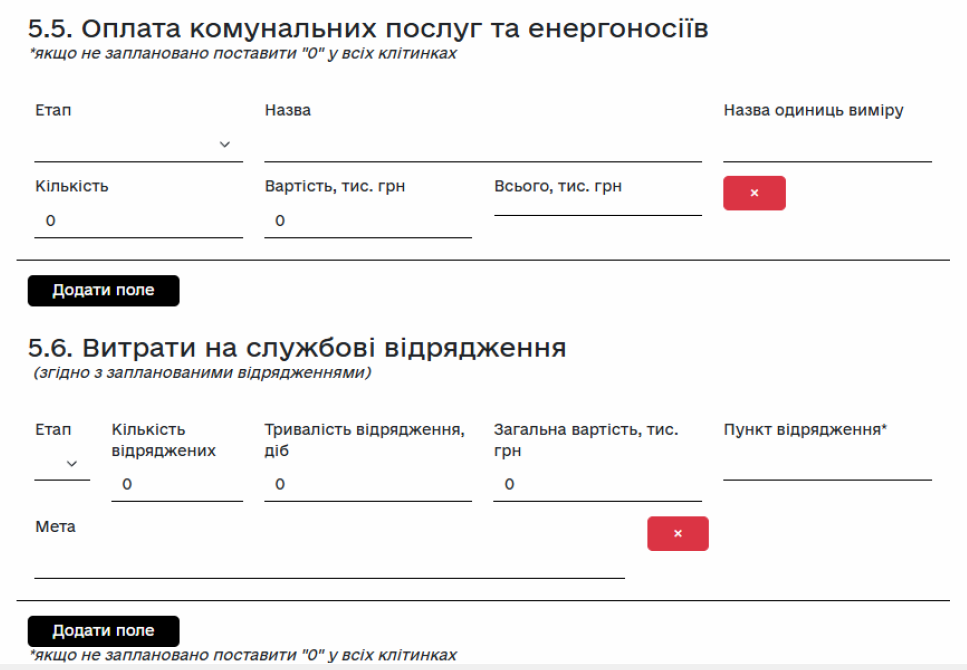 5.5. Оплата комунальних послуг та енергоносіїв
*якщо не заплановано поставити "0" у всіх клітинках
Етап Назва Назва одиниць виміру
Кількість Вартість, тис. грн Всього, тис. грн ×
0 0
Додати поле
5.6. Витрати на службові відрядження
(згідно з запланованими відрядженнями)
Етап Кількість Тривалість відрядження, Загальна вартість, тис. Пункт відрядження*
відряджених діб грн
0 0 0
Мета ×
Додати поле
*якщо не заплановано поставити "0" у всіх клітинках